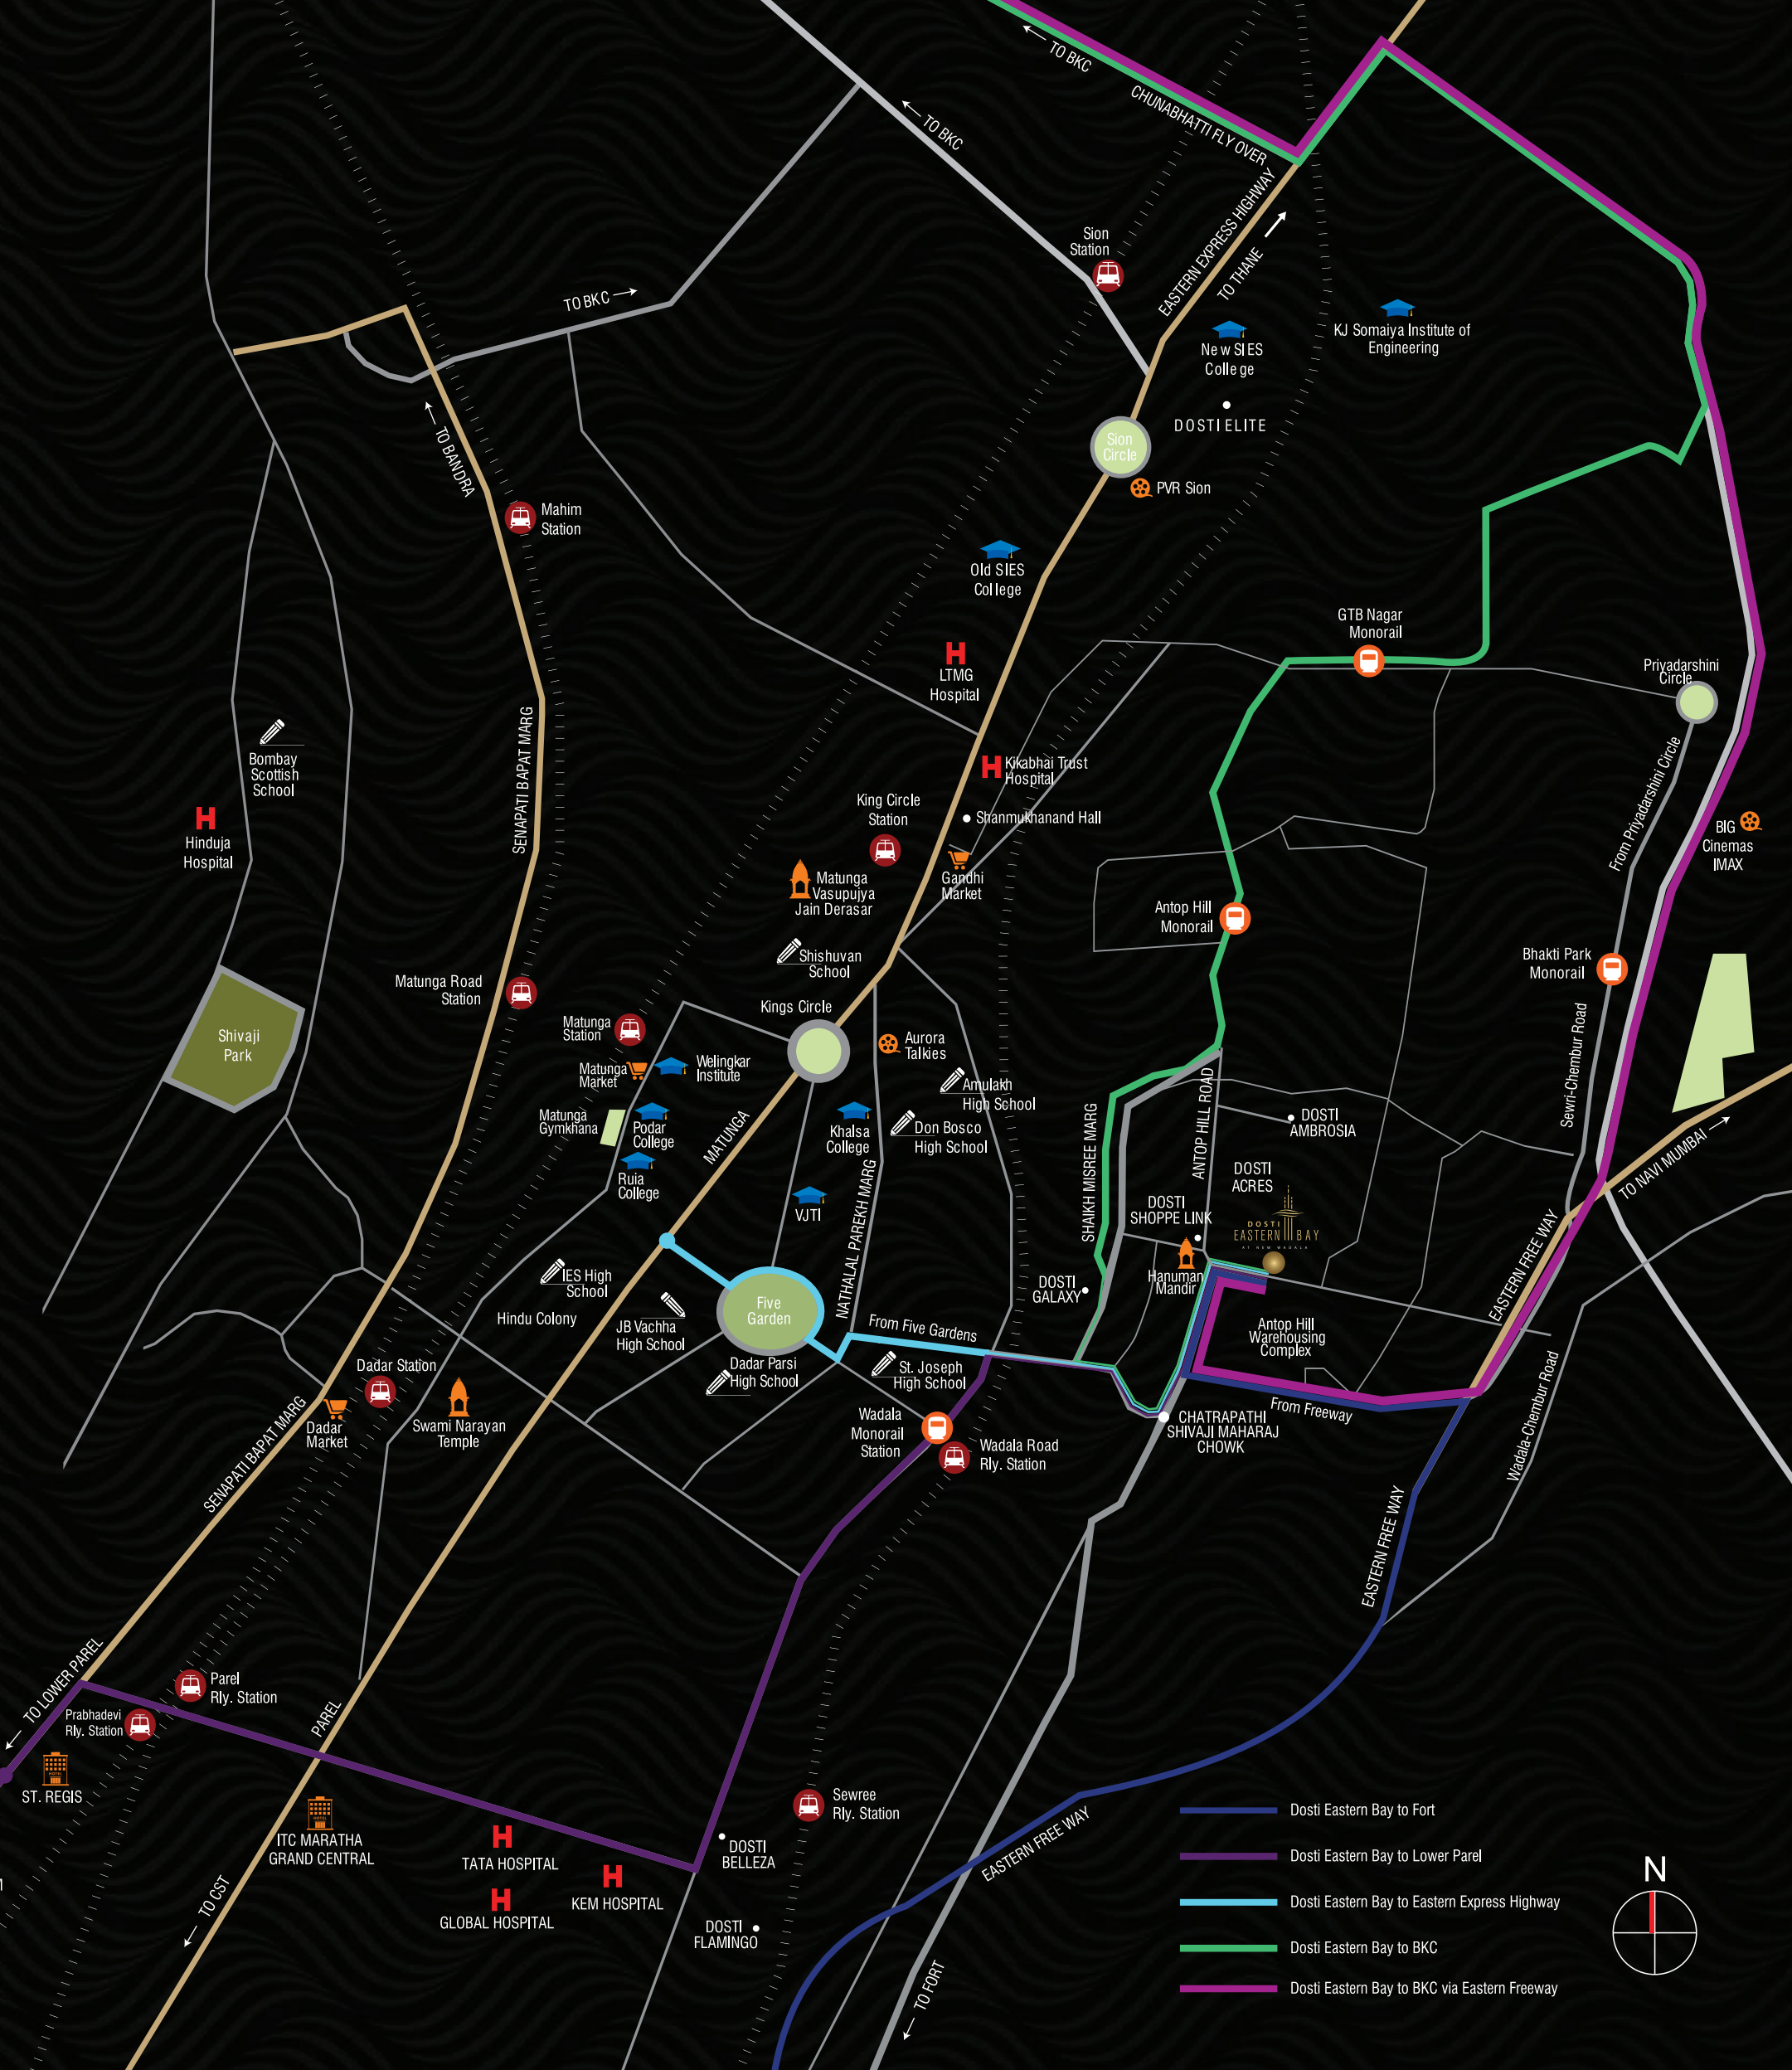 TO BKC
CHUNABHATTI FLY OVER
TO BKC
EASTERN EXPRESS HIGHWAY
TO THANE
Sion
Station
TO BKC
KJ Somaiya Institute of
Engineering
New SIES
College
DOSTI ELITE
Sion
Circle
PVR Sion
TO BANDRA
Mahim
Station
Old SIES
College
GTB Nagar
Monorail
LTMG
Hospital
Priyadarshini
Circle
SENAPATI BAPAT MARG
Bombay
Scottish
School
Hinduja
Hospital
Kikabhai Trust
Hospital
King Circle
Station
Shanmukhanand Hall
From Priyadarshini Circle
BIG
Cinemas
IMAX
Matunga
Vasupujya
Jain Derasar
Gandhi
Market
Antop Hill
Monorail
Shishuvan
School
Bhakti Park
Monorail
Matunga Road
Station
Kings Circle
Shivaji
Park
Matunga
Station
Aurora
Talkies
Matunga
Market
Welingkar
Institute
Amulakh
High School
Sewri-Chembur Road
Matunga
Gymkhana
Podar
College
MATUNGA
Khalsa
College
Don Bosco
High School
SHAIKH MISREE MARG
ANTOP HILL ROAD
DOSTI
AMBROSIA
TO NAVI MUMBAI
Ruia
College
DOSTI
ACRES
VJTI
NATHALAL PAREKH MARG
DOSTI
SHOPPE LINK
DOSTI
EASTERN BAY
AT NEW WADALA
EASTERN FREE WAY
IES High
School
Hanuman
Mandir
DOSTI
GALAXY
Hindu Colony
JB Vachha
High School
Five
Garden
From Five Gardens
Antop Hill
Warehousing
Complex
Dadar Station
Dadar Parsi
High School
St. Joseph
High School
Wadala-Chembur Road
From Freeway
SENAPATI BAPAT MARG
Dadar
Market
Swami Narayan
Temple
Wadala
Monorail
Station
Wadala Road
Rly. Station
CHATRAPATHI
SHIVAJI MAHARAJ
CHOWK
EASTERN FREE WAY
TO LOWER PAREL
Parel
Rly. Station
Prabhadevi
Rly. Station
PAREL
ST. REGIS
HOTEL
ITC MARATHA
GRAND CENTRAL
TATA HOSPITAL
KEM HOSPITAL
GLOBAL HOSPITAL
Sewree
Rly. Station
DOSTI
BELLEZA
DOSTI
FLAMINGO
EASTERN FREE WAY
TO CST
TO FORT
Dosti Eastern Bay to Fort
Dosti Eastern Bay to Lower Parel
Dosti Eastern Bay to Eastern Express Highway
Dosti Eastern Bay to BKC
Dosti Eastern Bay to BKC via Eastern Freeway
N